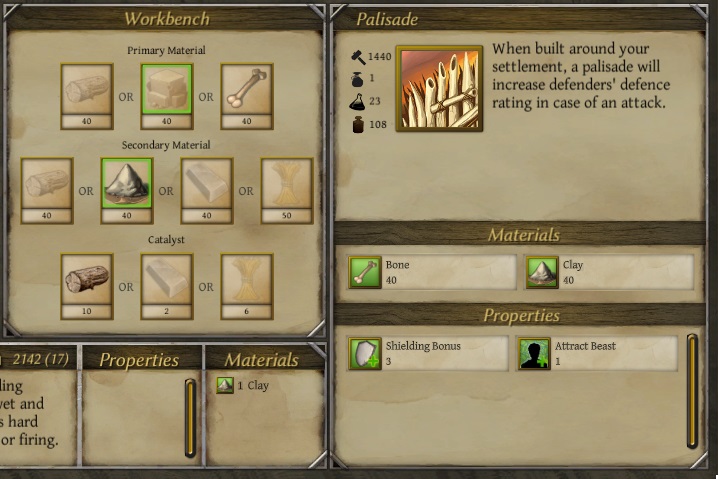 Workbench
Primary Material
OR
OR
40
40
40
Secondary Material
OR
OR
OR
40
40
40
50
Catalyst
OR
OR
10
2
6
2142 (17)
Properties
Materials
1 Clay
ling
vet and
s hard
or firing.
Palisade
1440
1
23
108
When built around your
settlement, a palisade will
increase defenders' defence
rating in case of an attack.
Materials
Bone
40
Clay
40
Properties
Shielding Bonus
3
Attract Beast
1